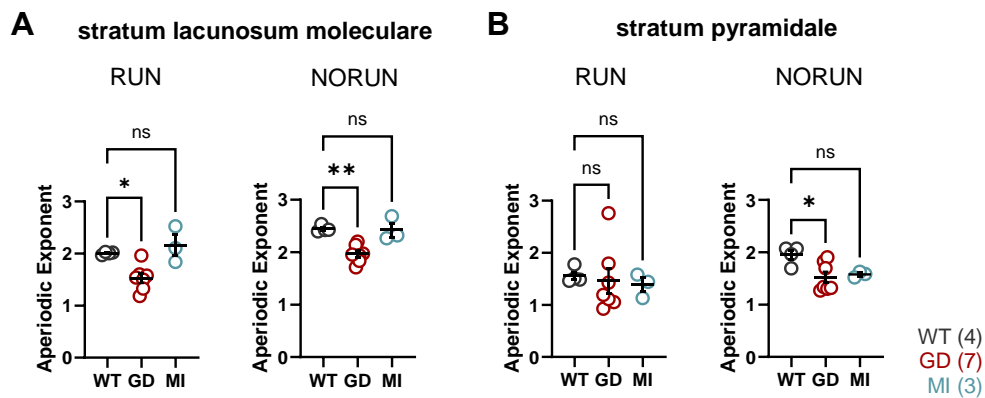 A stratum lacunosum moleculare
RUN
NORUN
ns
*
Aperiodic Exponent
3
2
1
0
WT GD MI
ns
**
Aperiodic Exponent
3
2
1
0
WT GD MI
B stratum pyramidale
RUN
NORUN
ns
ns
Aperiodic Exponent
3
2
1
0
WT GD MI
ns
*
Aperiodic Exponent
3
2
1
0
WT GD MI
WT (4)
GD (7)
MI (3)